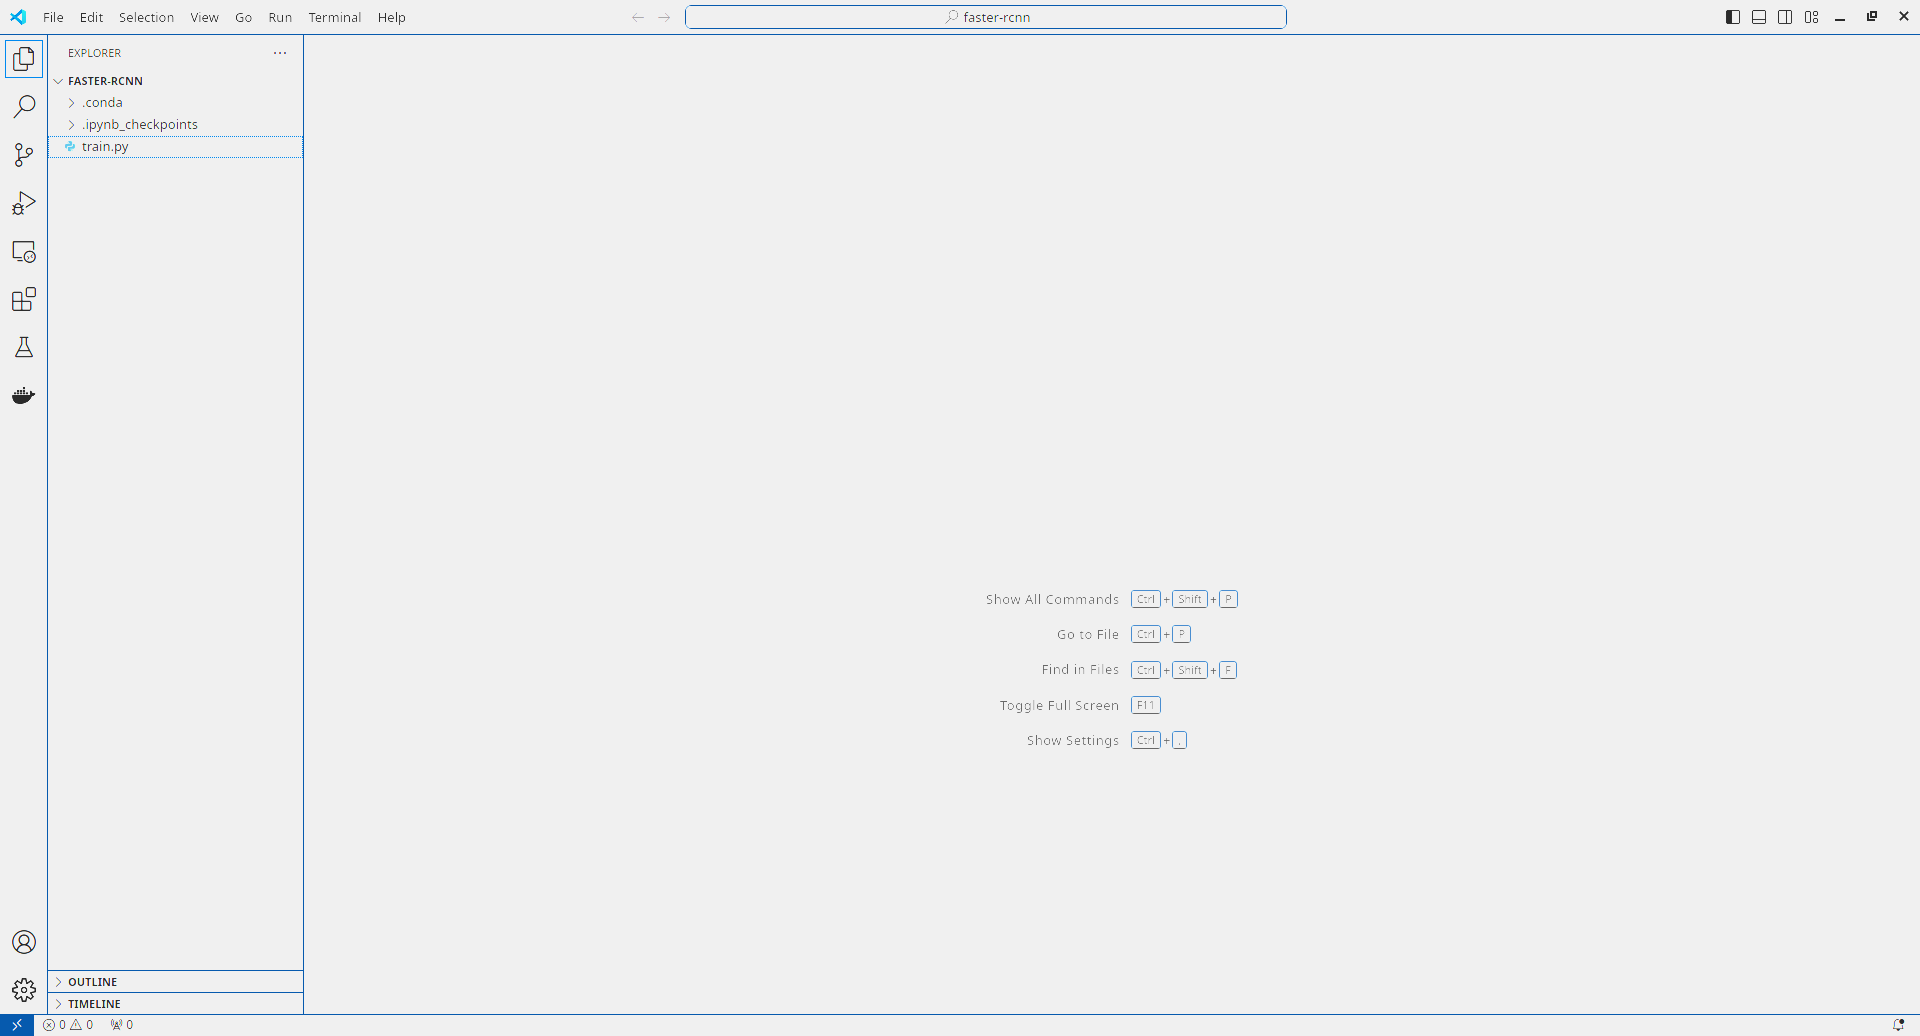 File Edit Selection View Go Run Terminal Help
faster-rcnn
EXPLORER
FASTER-RCNN
.conda
.ipynb_checkpoints
train.py
Show All Commands Ctrl + Shift + P
Go to File Ctrl + P
Find in Files Ctrl + Shift + F
Toggle Full Screen F11
Show Settings Ctrl + ,
OUTLINE
TIMELINE
0 0 0